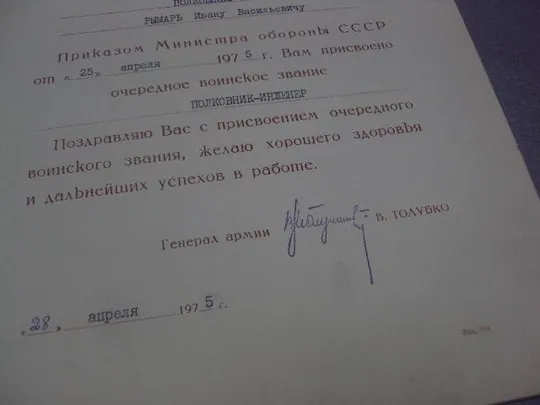 РЫМАРЬ Ивану Васильевичу
Приказом Министра обороны СССР
от «25» апреля 1975 г. Вам присвоено
очередное воинское звание
ПОЛКОВНИК-ИНЖЕНЕР
Поздравляю Вас с присвоением очередного
воинского звания, желаю хорошего здоровья
и дальнейших успехов в работе.
Генерал армии В. ТОЛУБКО
«28» апреля 1975 г.